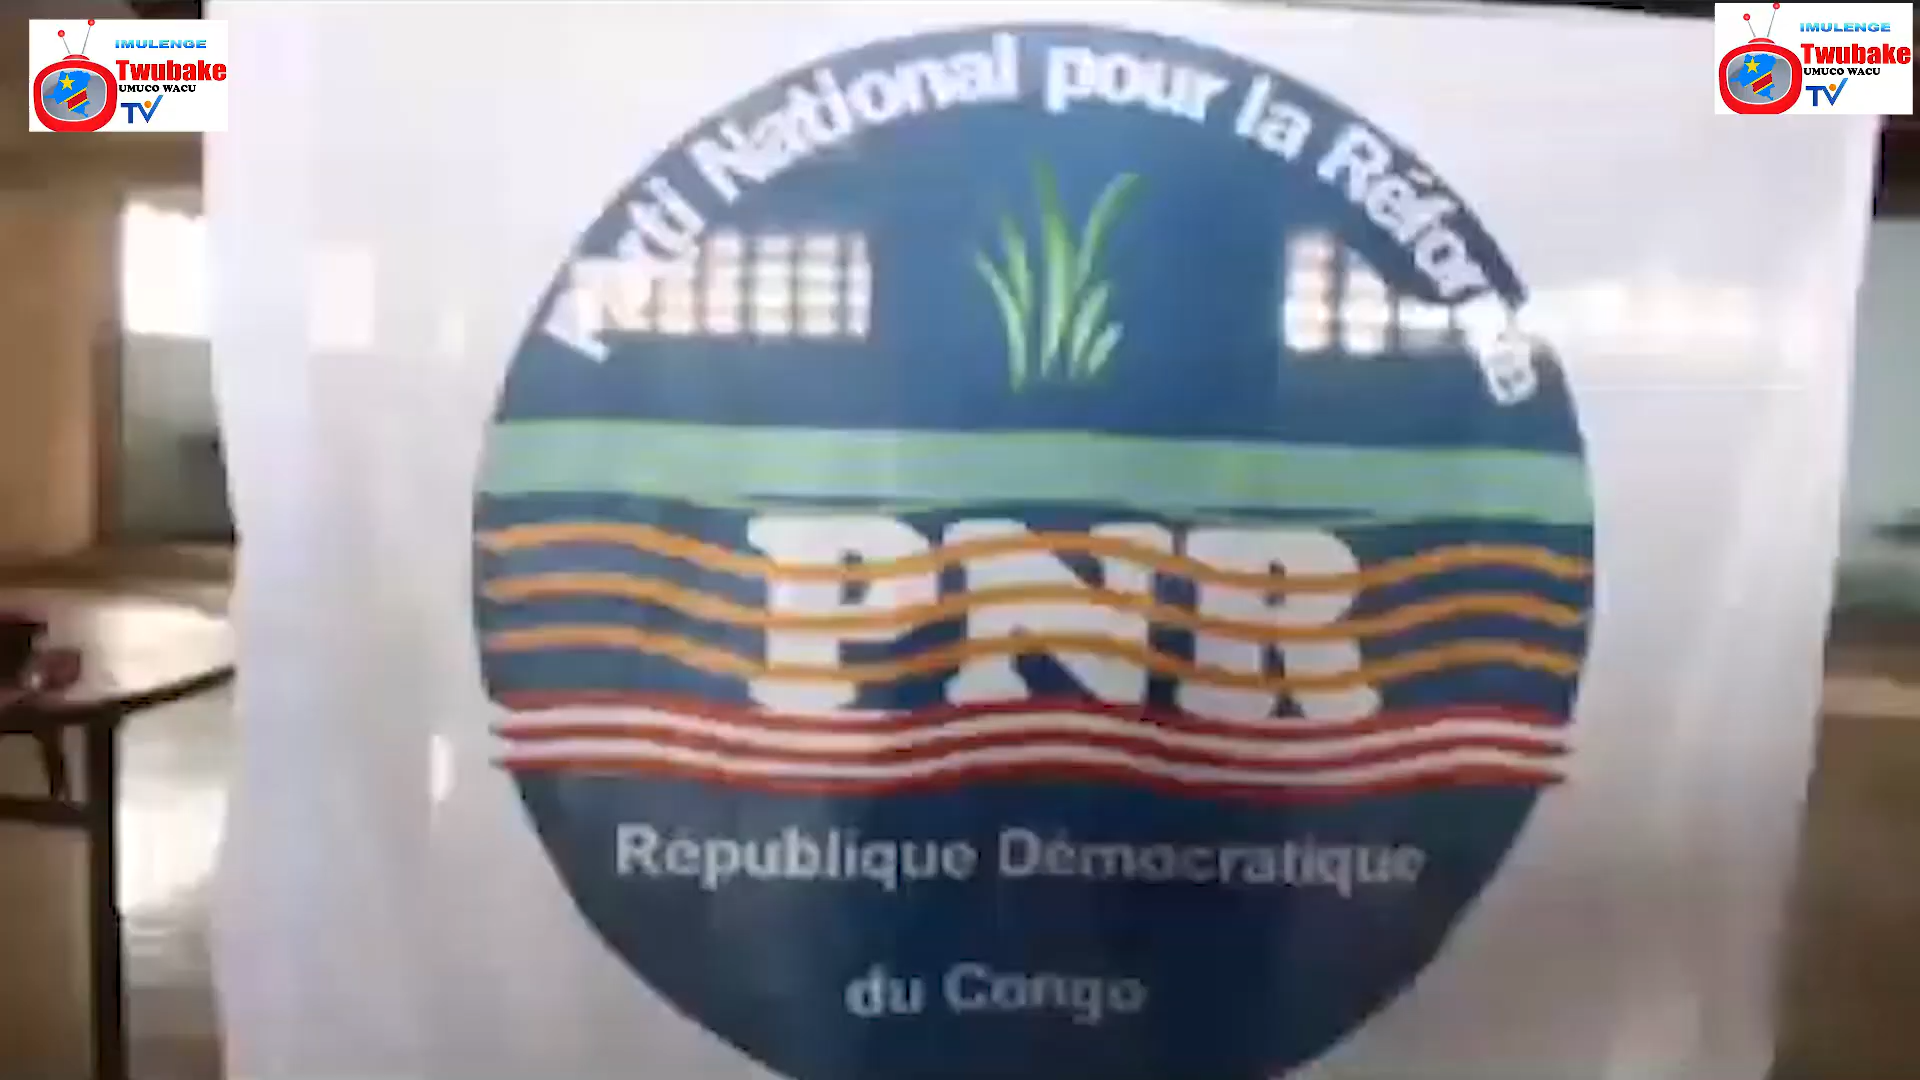 IMULENGE
Twubake
UMUCO WACU
TV
IMULENGE
Twubake
UMUCO WACU
TV
Parti National pour la Réforme
PNR
République Démocratique
du Congo